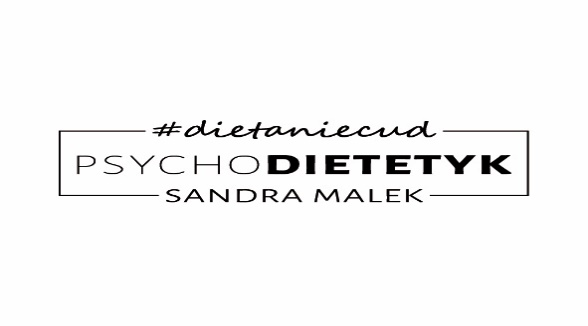 #dietaniecud
PSYCHODIETETYK
SANDRA MALEK